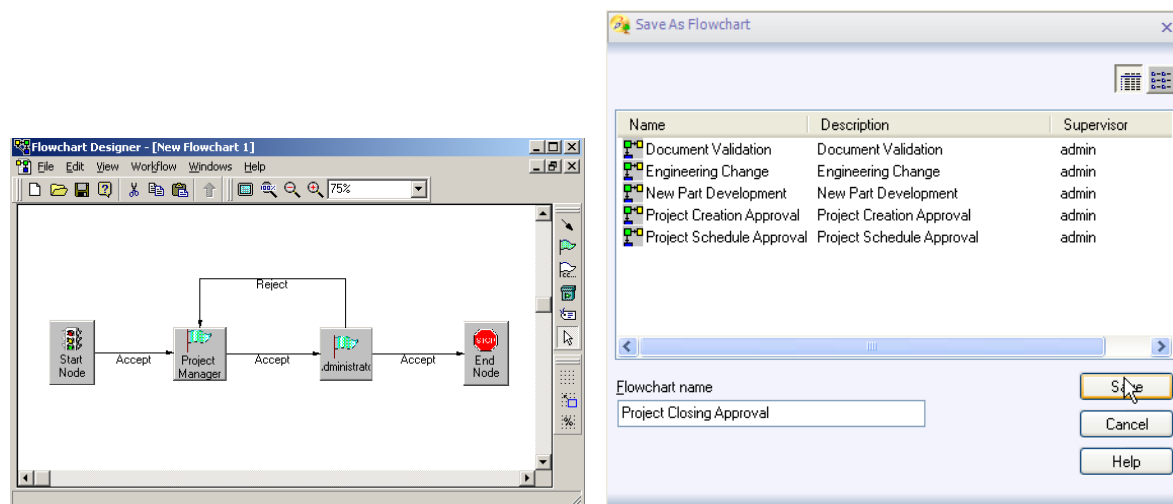 Flowchart Designer - [New Flowchart 1]
File Edit View Workflow Windows Help
75%
Reject
Start Node
Accept
Project Manager
Accept
dministrato
Accept
STOP
End Node
Save As Flowchart
Name Description Supervisor
Document Validation Document Validation admin
Engineering Change Engineering Change admin
New Part Development New Part Development admin
Project Creation Approval Project Creation Approval admin
Project Schedule Approval Project Schedule Approval admin
Flowchart name
Project Closing Approval
Save
Cancel
Help